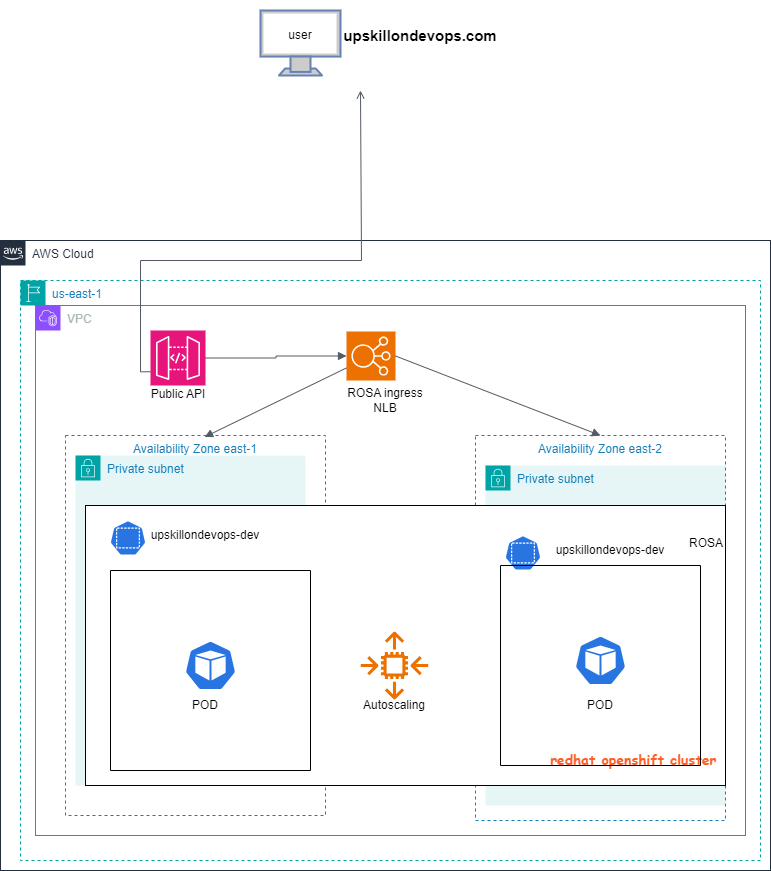 user
upskillondevops.com
aws
AWS Cloud
us-east-1
VPC
Public API
ROSA ingress
NLB
Availability Zone east-1
Private subnet
Availability Zone east-2
Private subnet
upskillondevops-dev
upskillondevops-dev
ROSA
POD
Autoscaling
POD
redhat openshift cluster